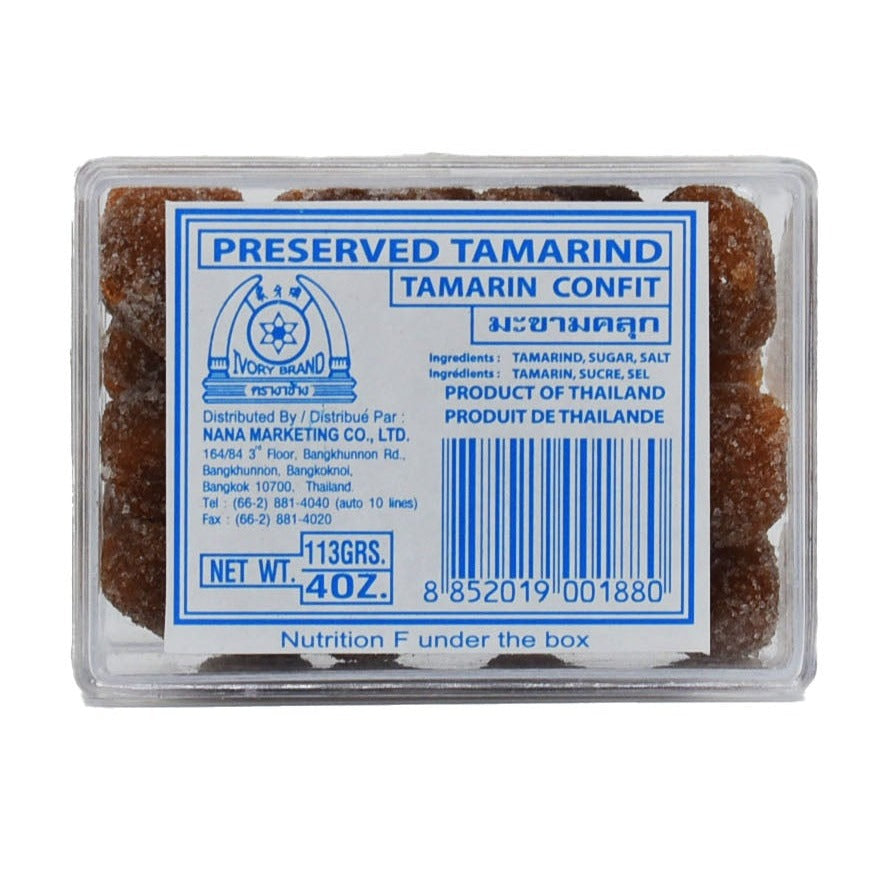 PRESERVED TAMARIND
TAMARIN CONFIT
มะขามคลุก
IVORY BRAND
ตรางาช้าง
Ingredients : TAMARIND, SUGAR, SALT
Ingrédients : TAMARIN, SUCRE, SEL
PRODUCT OF THAILAND
PRODUIT DE THAILANDE
Distributed By / Distribué Par :
NANA MARKETING CO., LTD.
164/84 3rd Floor, Bangkhunnon Rd.,
Bangkhunnon, Bangkoknoi,
Bangkok 10700, Thailand.
Tel : (66-2) 881-4040 (auto 10 lines)
Fax : (66-2) 881-4020
NET WT. 113GRS.
4OZ.
8 852019 001880
Nutrition F under the box